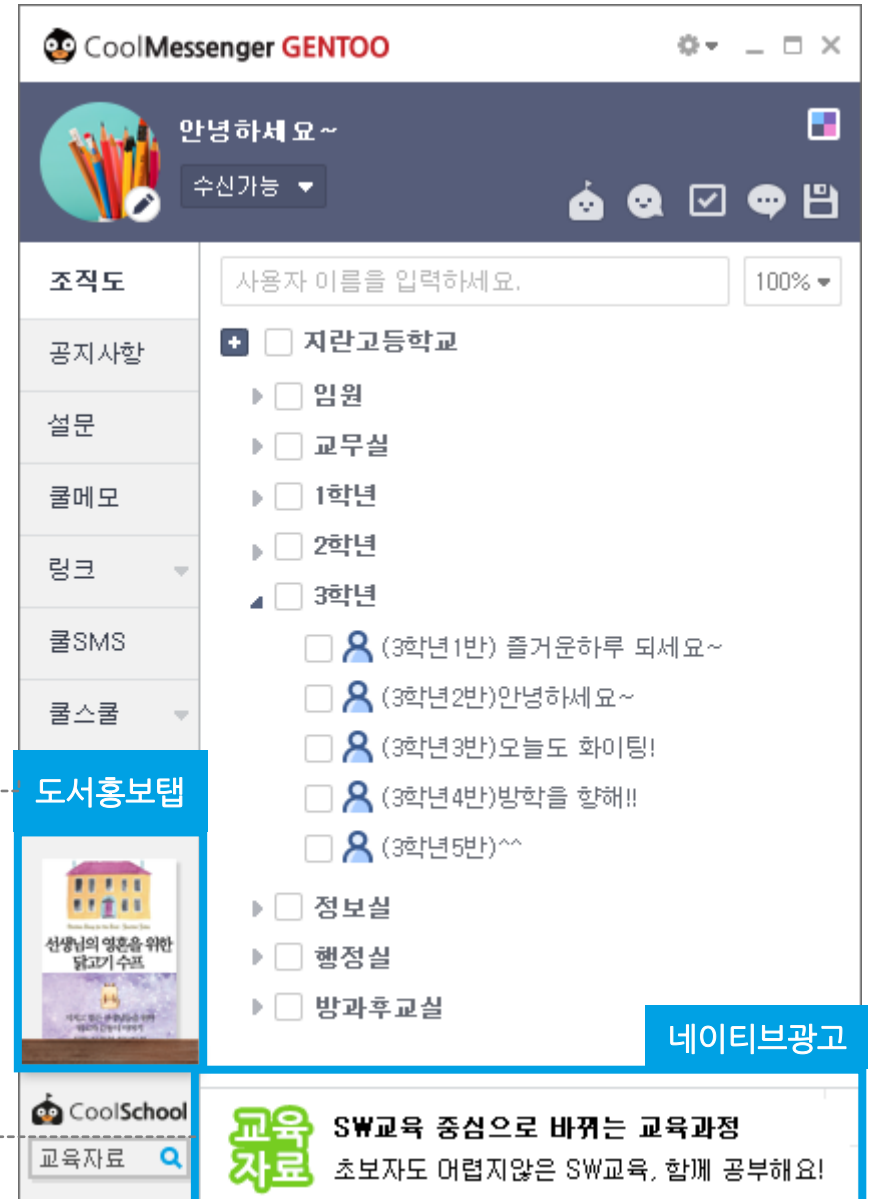 CoolMessenger GENTOO
안녕하세요~
수신가능
조직도
사용자 이름을 입력하세요.
100%
공지사항
설문
쿨메모
링크
쿨SMS
쿨스쿨
지란고등학교
임원
교무실
1학년
2학년
3학년
(3학년1반) 즐거운하루 되세요~
(3학년2반)안녕하세요~
(3학년3반)오늘도 화이팅!
(3학년4반)방학을 향해!!
(3학년5반)^^
정보실
행정실
방과후교실
도서홍보탭
선생님의 영혼을 위한
닭고기 수프
네이티브광고
CoolSchool
교육자료
교육
자료
SW교육 중심으로 바뀌는 교육과정
초보자도 어렵지않은 SW교육, 함께 공부해요!